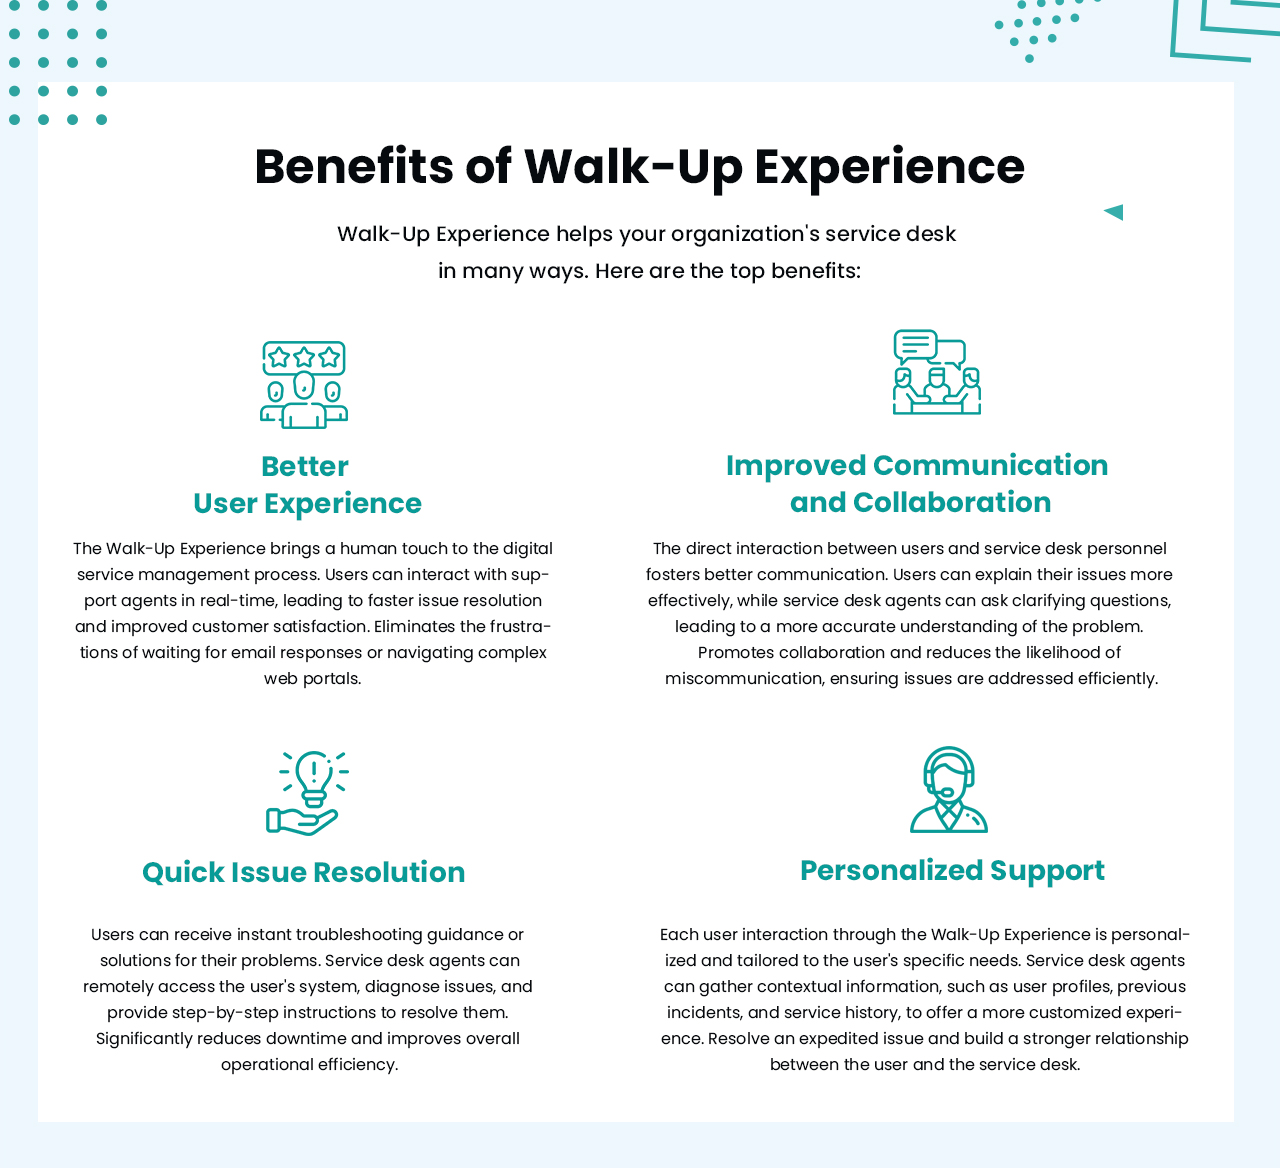 Benefits of Walk-Up Experience
Walk-Up Experience helps your organization's service desk
in many ways. Here are the top benefits:
Better
User Experience
The Walk-Up Experience brings a human touch to the digital
service management process. Users can interact with sup-
port agents in real-time, leading to faster issue resolution
and improved customer satisfaction. Eliminates the frustra-
tions of waiting for email responses or navigating complex
web portals.
Improved Communication
and Collaboration
The direct interaction between users and service desk personnel
fosters better communication. Users can explain their issues more
effectively, while service desk agents can ask clarifying questions,
leading to a more accurate understanding of the problem.
Promotes collaboration and reduces the likelihood of
miscommunication, ensuring issues are addressed efficiently.
Quick Issue Resolution
Users can receive instant troubleshooting guidance or
solutions for their problems. Service desk agents can
remotely access the user's system, diagnose issues, and
provide step-by-step instructions to resolve them.
Significantly reduces downtime and improves overall
operational efficiency.
Personalized Support
Each user interaction through the Walk-Up Experience is personal-
ized and tailored to the user's specific needs. Service desk agents
can gather contextual information, such as user profiles, previous
incidents, and service history, to offer a more customized experi-
ence. Resolve an expedited issue and build a stronger relationship
between the user and the service desk.